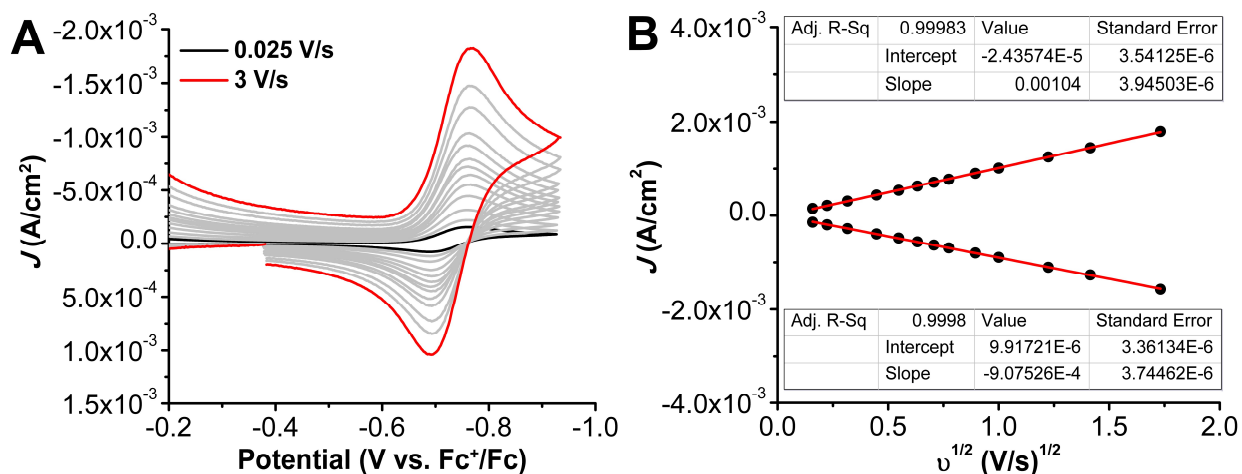 A
-2.0x10⁻³
-1.5x10⁻³
-1.0x10⁻³
-5.0x10⁻⁴
0.0
5.0x10⁻⁴
1.0x10⁻³
1.5x10⁻³
J (A/cm²)
0.025 V/s
3 V/s
-0.2 -0.4 -0.6 -0.8 -1.0
Potential (V vs. Fc⁺/Fc)
B
4.0x10⁻³
2.0x10⁻³
0.0
-2.0x10⁻³
-4.0x10⁻³
J (A/cm²)
Adj. R-Sq 0.99983 Value Standard Error
Intercept -2.43574E-5 3.54125E-6
Slope 0.00104 3.94503E-6
Adj. R-Sq 0.9998 Value Standard Error
Intercept 9.91721E-6 3.36134E-6
Slope -9.07526E-4 3.74462E-6
0.0 0.5 1.0 1.5 2.0
υ¹ᐟ² (V/s)¹ᐟ²